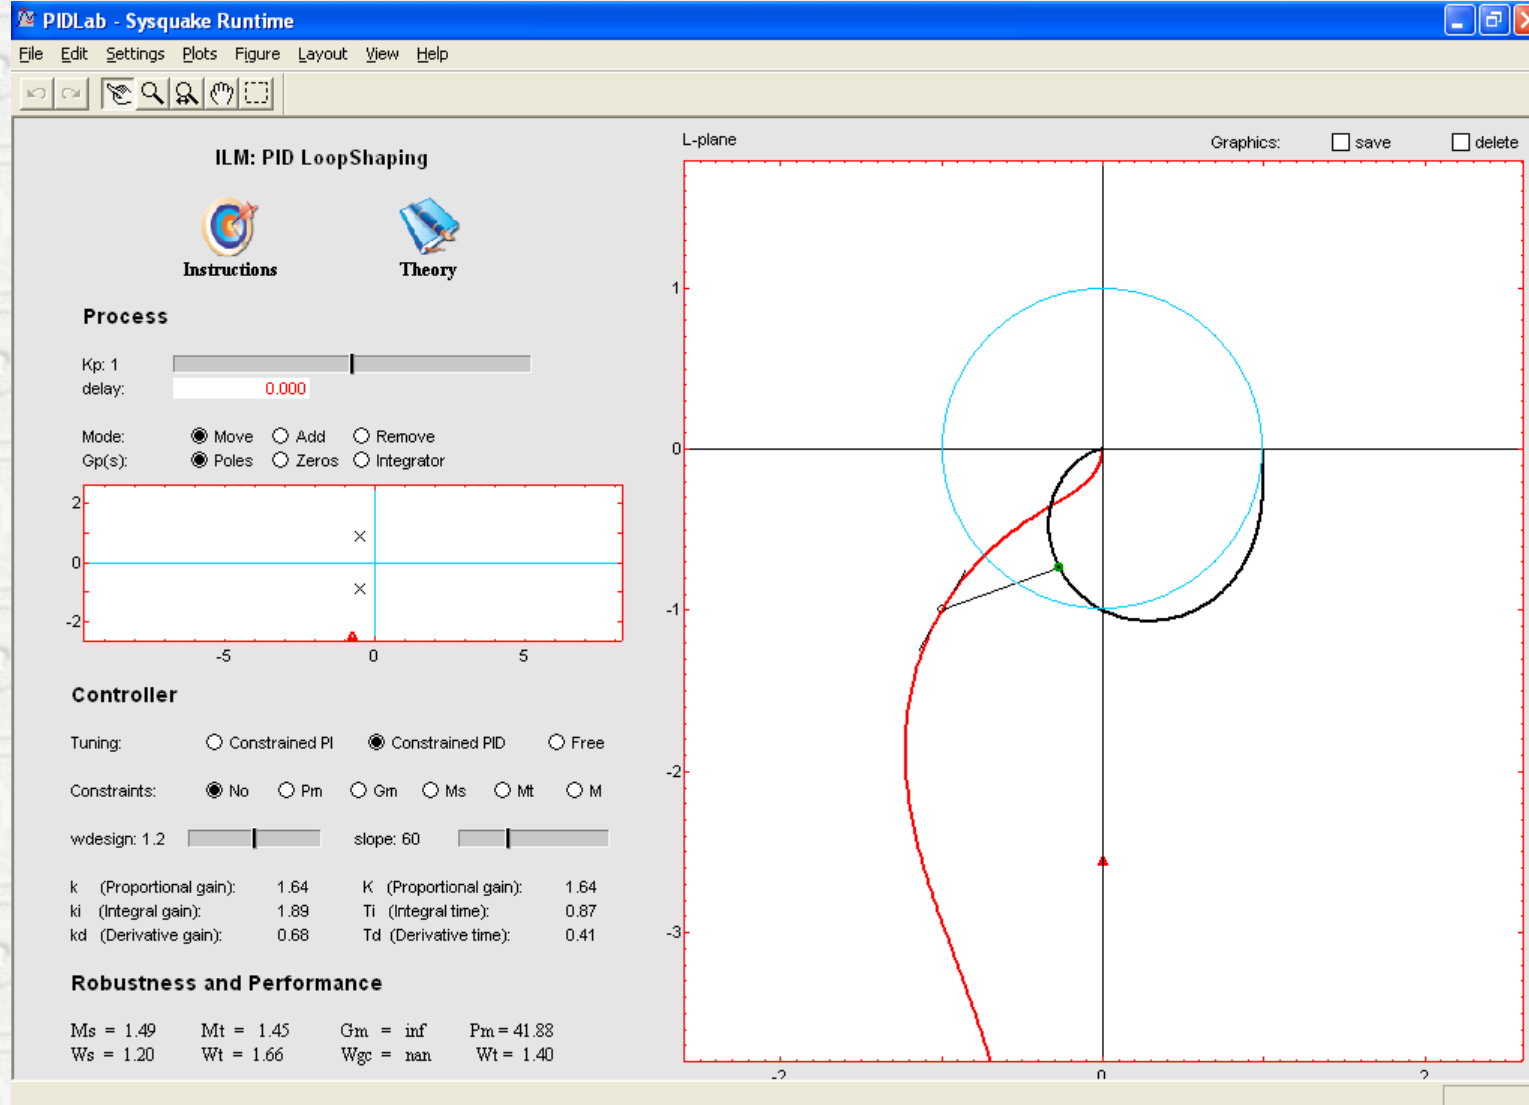 PIDLab - Sysquake Runtime
File Edit Settings Plots Figure Layout View Help
ILM: PID LoopShaping
Instructions Theory
Process
Kp: 1
delay: 0.000
Mode: Move Add Remove
Gp(s): Poles Zeros Integrator
2
0
-2
-5 0 5
Controller
Tuning: Constrained PI Constrained PID Free
Constraints: No Pm Gm Ms Mt M
wdesign: 1.2 slope: 60
k (Proportional gain): 1.64 K (Proportional gain): 1.64
ki (Integral gain): 1.89 Ti (Integral time): 0.87
kd (Derivative gain): 0.68 Td (Derivative time): 0.41
Robustness and Performance
Ms = 1.49 Mt = 1.45 Gm = inf Pm = 41.88
Ws = 1.20 Wt = 1.66 Wgc = nan Wt = 1.40
L-plane Graphics: save delete
1
0
-1
-2
-3
-2 0 2